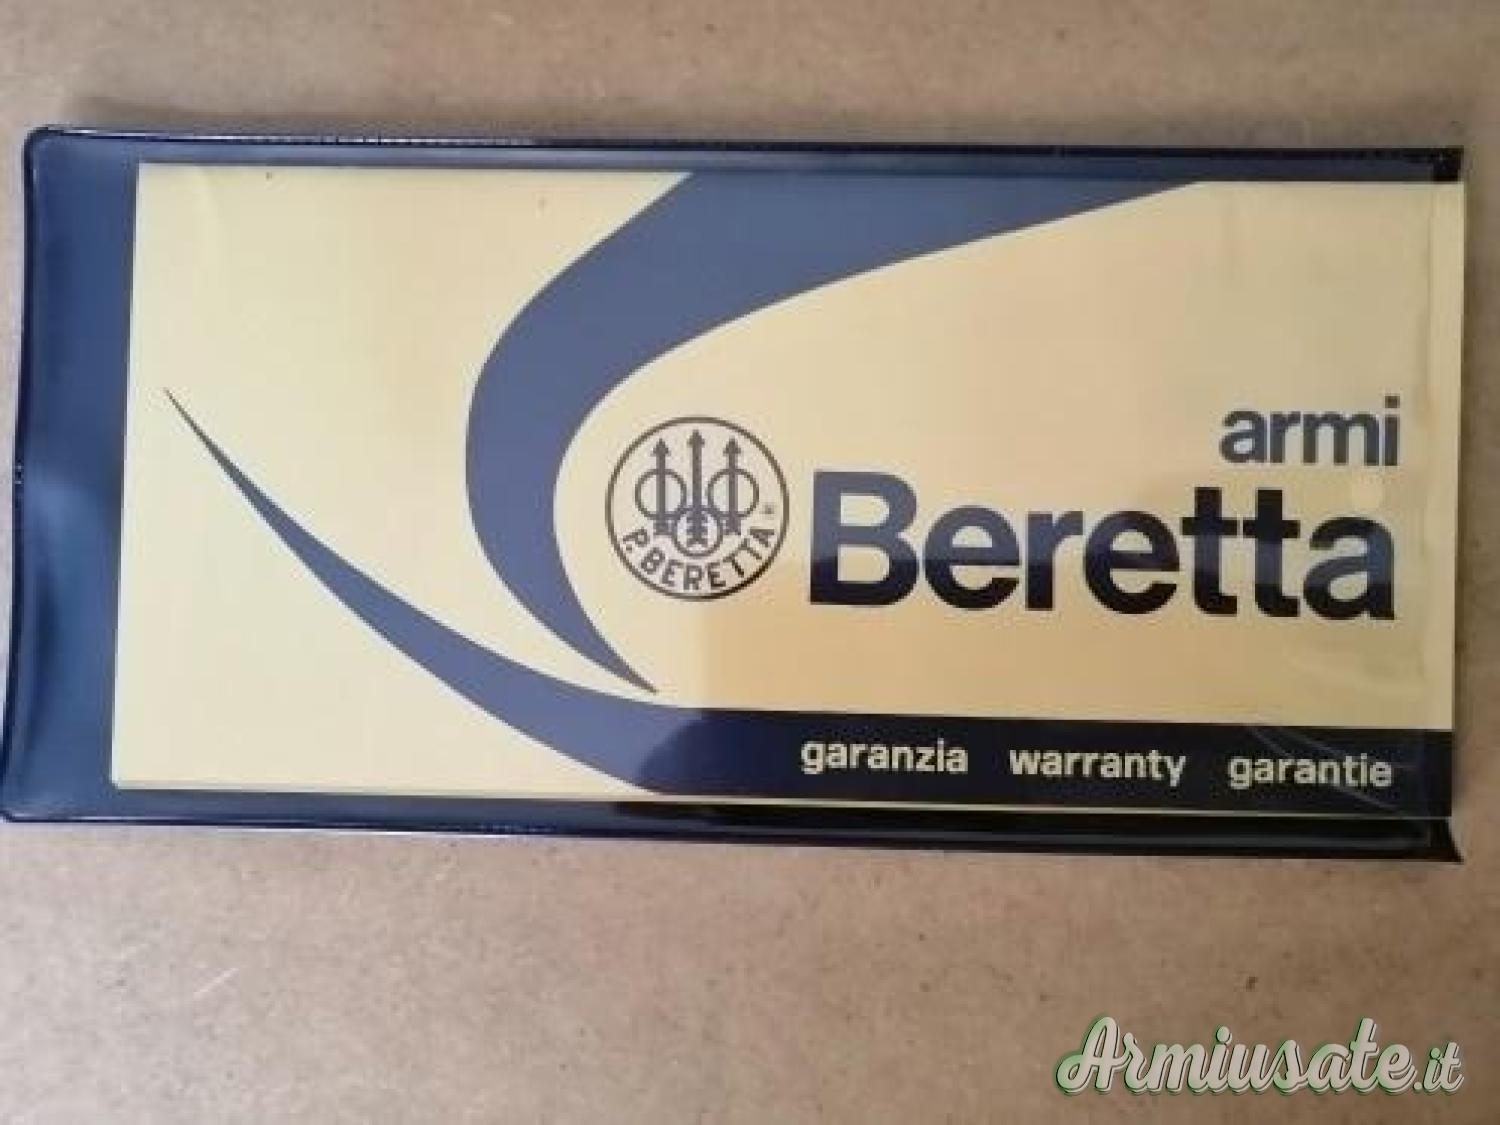 armi
Beretta
P. BERETTA ®
garanzia warranty garantie
Armiusate.it